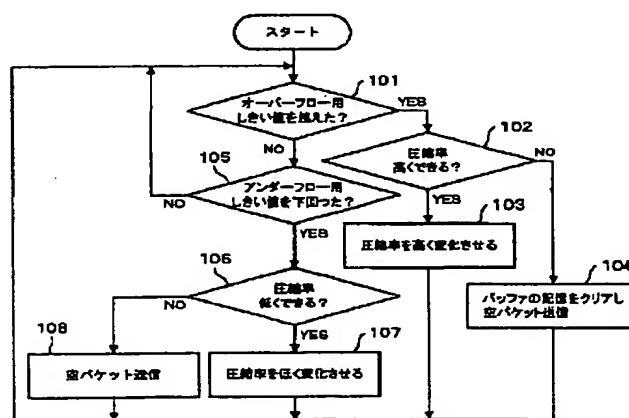 スタート
101
オーバーフロー用
しきい値を越えた?
YES
102
NO
圧縮率
高くできる?
NO
105
アンダーフロー用
しきい値を下回った?
NO
YES
103
YES
圧縮率を高く変化させる
104
106
圧縮率
低くできる?
NO
バッファの記憶をクリアし
空パケット送信
108
YES
107
空パケット送信
圧縮率を低く変化させる